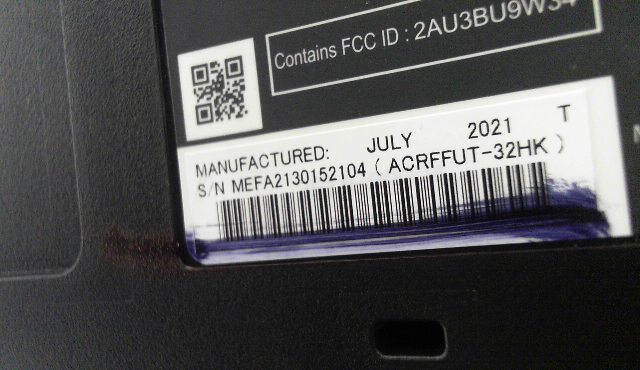 Contains FCC ID : 2AU3BU9W34
MANUFACTURED: JULY 2021 T
S/N MEFA2130152104 ( ACRFFUT-32HK )